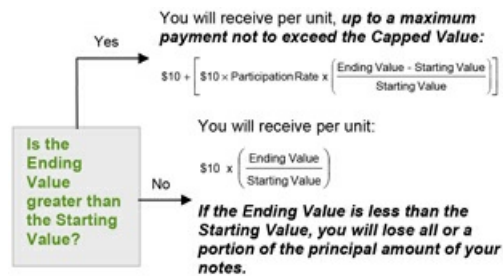 You will receive per unit, up to a maximum
payment not to exceed the Capped Value:
Yes
$10 + [ $10 × Participation Rate x ( Ending Value - Starting Value / Starting Value ) ]
Is the
Ending
Value
greater than
the Starting
Value?
You will receive per unit:
No
$10 x ( Ending Value / Starting Value )
If the Ending Value is less than the
Starting Value, you will lose all or a
portion of the principal amount of your
notes.